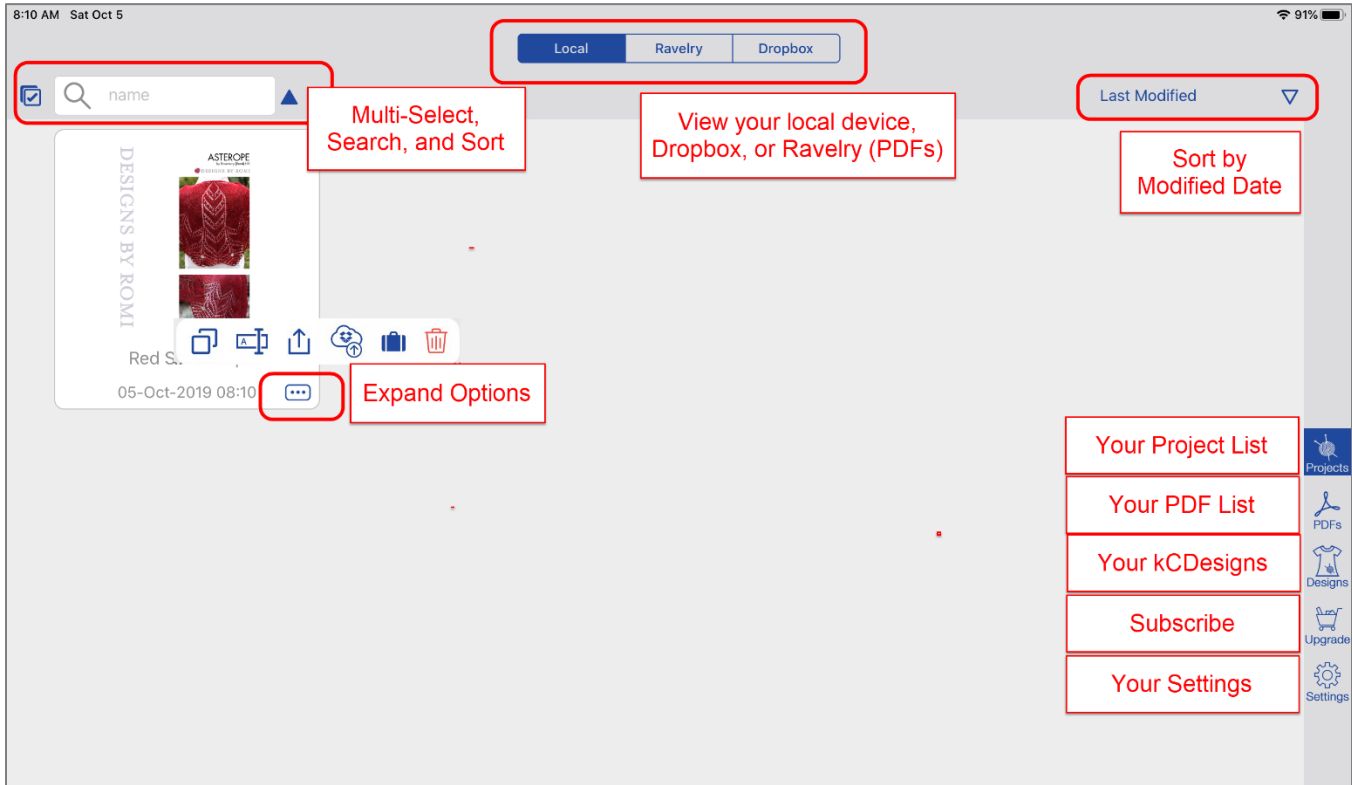 8:10 AM Sat Oct 5
91%
Local Ravelry Dropbox
name
Last Modified
Multi-Select,
Search, and Sort
View your local device,
Dropbox, or Ravelry (PDFs)
Sort by
Modified Date
ASTEROPE
DESIGNS BY ROMI
DESIGNS BY ROMI
A
Red S
05-Oct-2019 08:10
Expand Options
Your Project List
Projects
Your PDF List
PDFs
Your kCDesigns
Designs
Subscribe
Upgrade
Your Settings
Settings